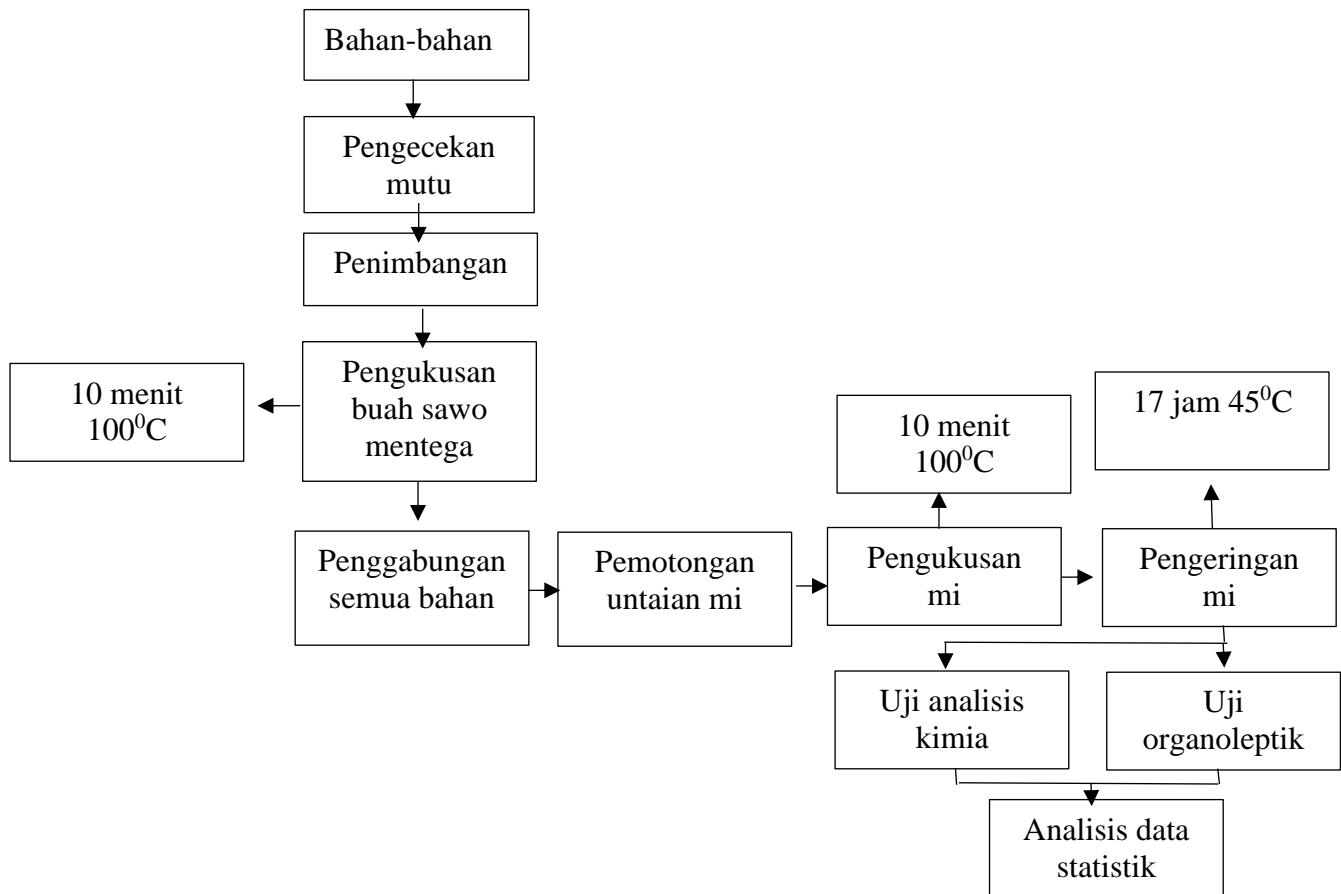 Bahan-bahan
Pengecekan
mutu
Penimbangan
Pengukusan
buah sawo
mentega
10 menit
100⁰C
Penggabungan
semua bahan
Pemotongan
untaian mi
Pengukusan
mi
10 menit
100⁰C
Pengeringan
mi
17 jam 45⁰C
Uji analisis
kimia
Uji
organoleptik
Analisis data
statistik